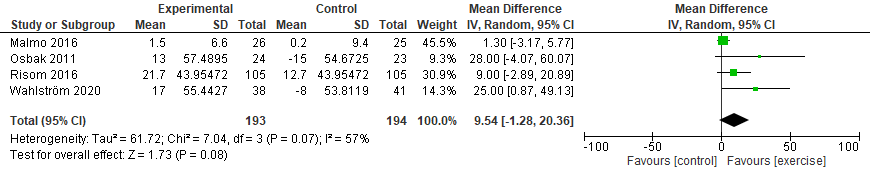 Experimental Control Mean Difference Mean Difference
Study or Subgroup Mean SD Total Mean SD Total Weight IV, Random, 95% CI IV, Random, 95% CI
Malmo 2016 1.5 6.6 26 0.2 9.4 25 45.5% 1.30 [-3.17, 5.77]
Osbak 2011 13 57.4895 24 -15 54.6725 23 9.3% 28.00 [-4.07, 60.07]
Risom 2016 21.7 43.95472 105 12.7 43.95472 105 30.9% 9.00 [-2.89, 20.89]
Wahlström 2020 17 55.4427 38 -8 53.8119 41 14.3% 25.00 [0.87, 49.13]
Total (95% CI) 193 194 100.0% 9.54 [-1.28, 20.36]
Heterogeneity: Tau² = 61.72; Chi² = 7.04, df = 3 (P = 0.07); I² = 57%
Test for overall effect: Z = 1.73 (P = 0.08)
-100 -50 0 50 100
Favours [control] Favours [exercise]